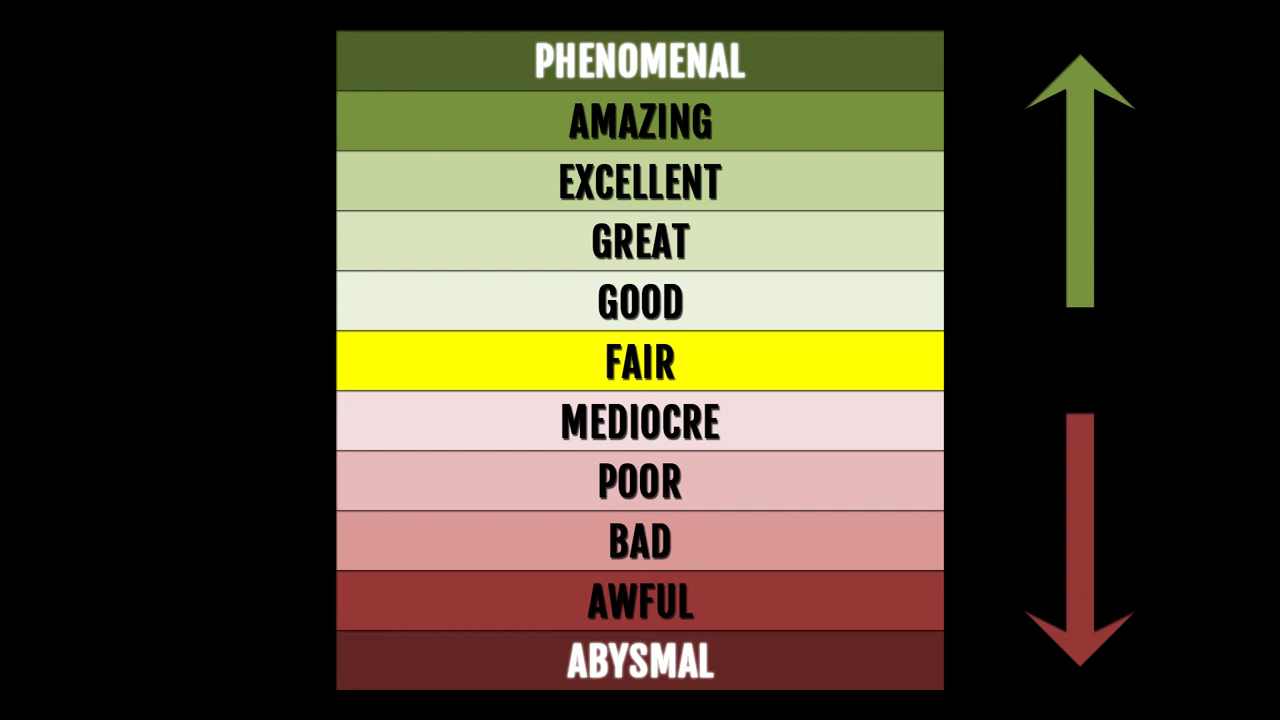 PHENOMENAL
AMAZING
EXCELLENT
GREAT
GOOD
FAIR
MEDIOCRE
POOR
BAD
AWFUL
ABYSMAL